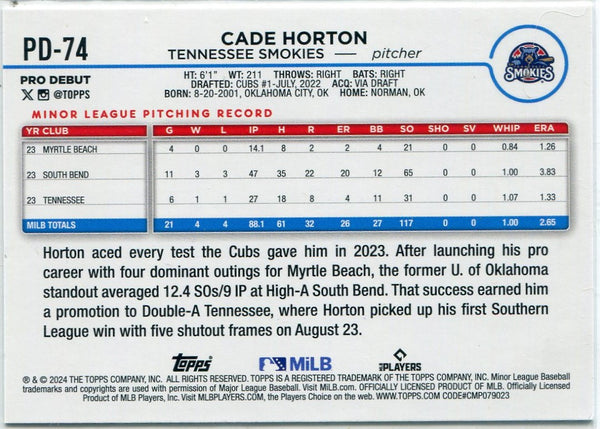 PD-74
CADE HORTON
TENNESSEE SMOKIES — pitcher
SMOKIES
PRO DEBUT
@TOPPS
HT: 6'1" WT: 211 THROWS: RIGHT BATS: RIGHT
DRAFTED: CUBS #1-JULY, 2022 ACQ: VIA DRAFT
BORN: 8-20-2001, OKLAHOMA CITY, OK HOME: NORMAN, OK
MINOR LEAGUE PITCHING RECORD
YR CLUB G W L IP H R ER BB SO SHO SV WHIP ERA
23 MYRTLE BEACH 4 0 0 14.1 8 2 2 4 21 0 0 0.84 1.26
23 SOUTH BEND 11 3 3 47 35 22 20 12 65 0 0 1.00 3.83
23 TENNESSEE 6 1 1 27 18 8 4 11 31 0 0 1.07 1.33
MILB TOTALS 21 4 4 88.1 61 32 26 27 117 0 0 1.00 2.65
Horton aced every test the Cubs gave him in 2023. After launching his pro
career with four dominant outings for Myrtle Beach, the former U. of Oklahoma
standout averaged 12.4 SOs/9 IP at High-A South Bend. That success earned him
a promotion to Double-A Tennessee, where Horton picked up his first Southern
League win with five shutout frames on August 23.
Topps MiLB PLAYERS
® & © 2024 THE TOPPS COMPANY, INC. ALL RIGHTS RESERVED. TOPPS IS A REGISTERED TRADEMARK OF THE TOPPS COMPANY, INC. Minor League Baseball
trademarks and copyrights are used with permission of Major League Baseball. Visit MiLB.com. OFFICIALLY LICENSED PRODUCT OF MLB. Officially Licensed
Product of MLB Players, Inc. Visit MLBPLAYERS.COM, the Players Choice on the web. WWW.TOPPS.COM CODE#CMP079023